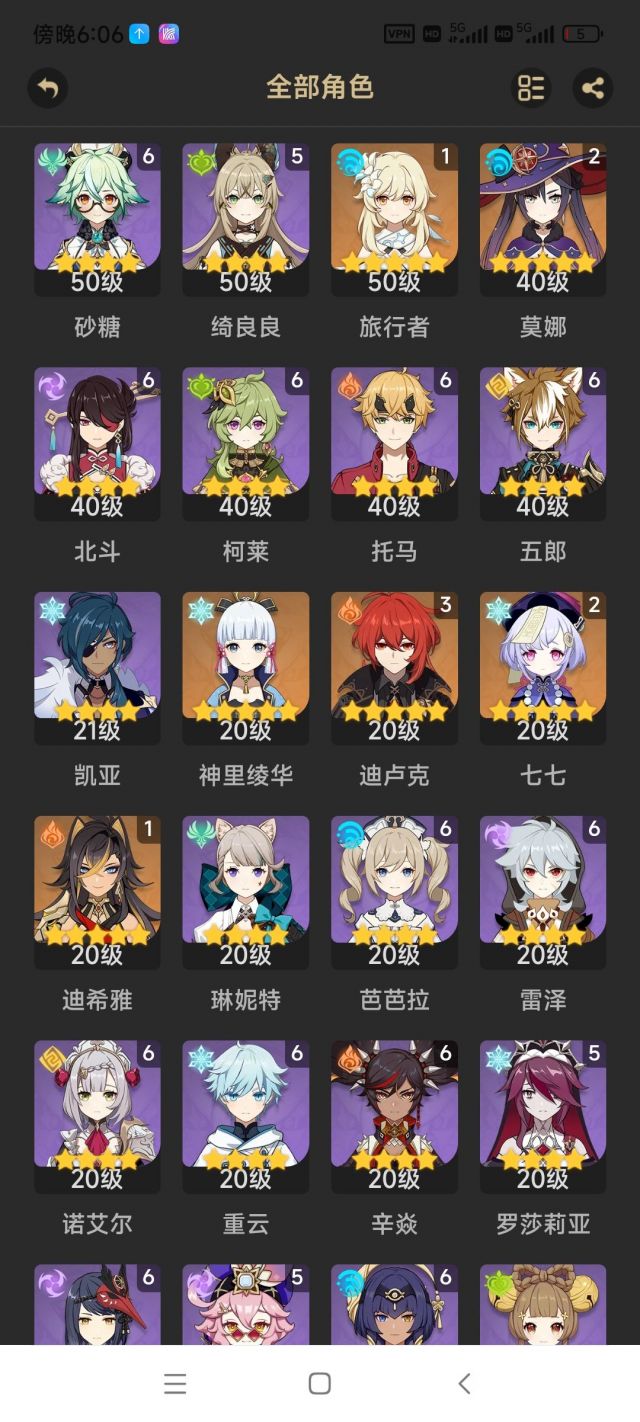 傍晚6:06 VPN HD 5G HD 5G 5
全部角色
6 5 1 2
50级 50级 50级 40级
砂糖 绮良良 旅行者 莫娜
6 6 6 6
40级 40级 40级 40级
北斗 柯莱 托马 五郎
3 2
21级 20级 20级 20级
凯亚 神里绫华 迪卢克 七七
1 6 6
20级 20级 20级 20级
迪希雅 琳妮特 芭芭拉 雷泽
6 6 6 5
20级 20级 20级 20级
诺艾尔 重云 辛焱 罗莎莉亚
6 5 6